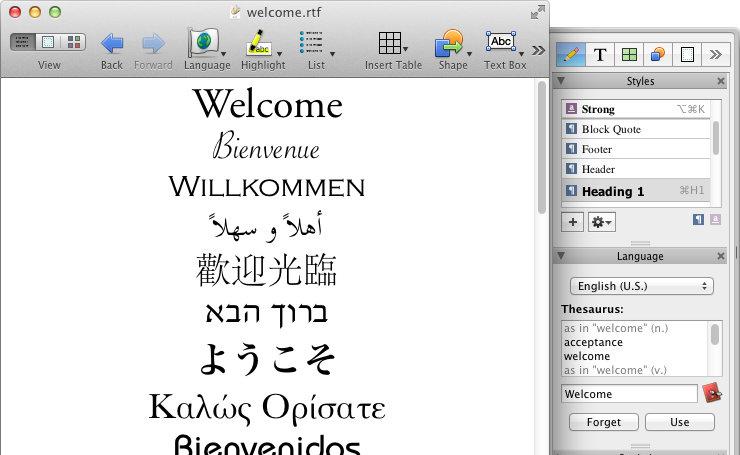 welcome.rtf
View
Back
Forward
Language
Highlight
abc
List
Insert Table
Shape
Abc
Text Box
»
Welcome
Bienvenue
WILLKOMMEN
أهلاً و سهلاً
歡迎光臨
ברוך הבא
ようこそ
Καλώς Ορίσατε
Bienvenidos
T
»
Styles
a Strong ⌥⌘K
¶ Block Quote
¶ Footer
¶ Header
¶ Heading 1 ⌘H1
+
¶ a
Language
English (U.S.)
Thesaurus:
as in "welcome" (n.)
acceptance
welcome
as in "welcome" (v.)
Welcome
Forget
Use